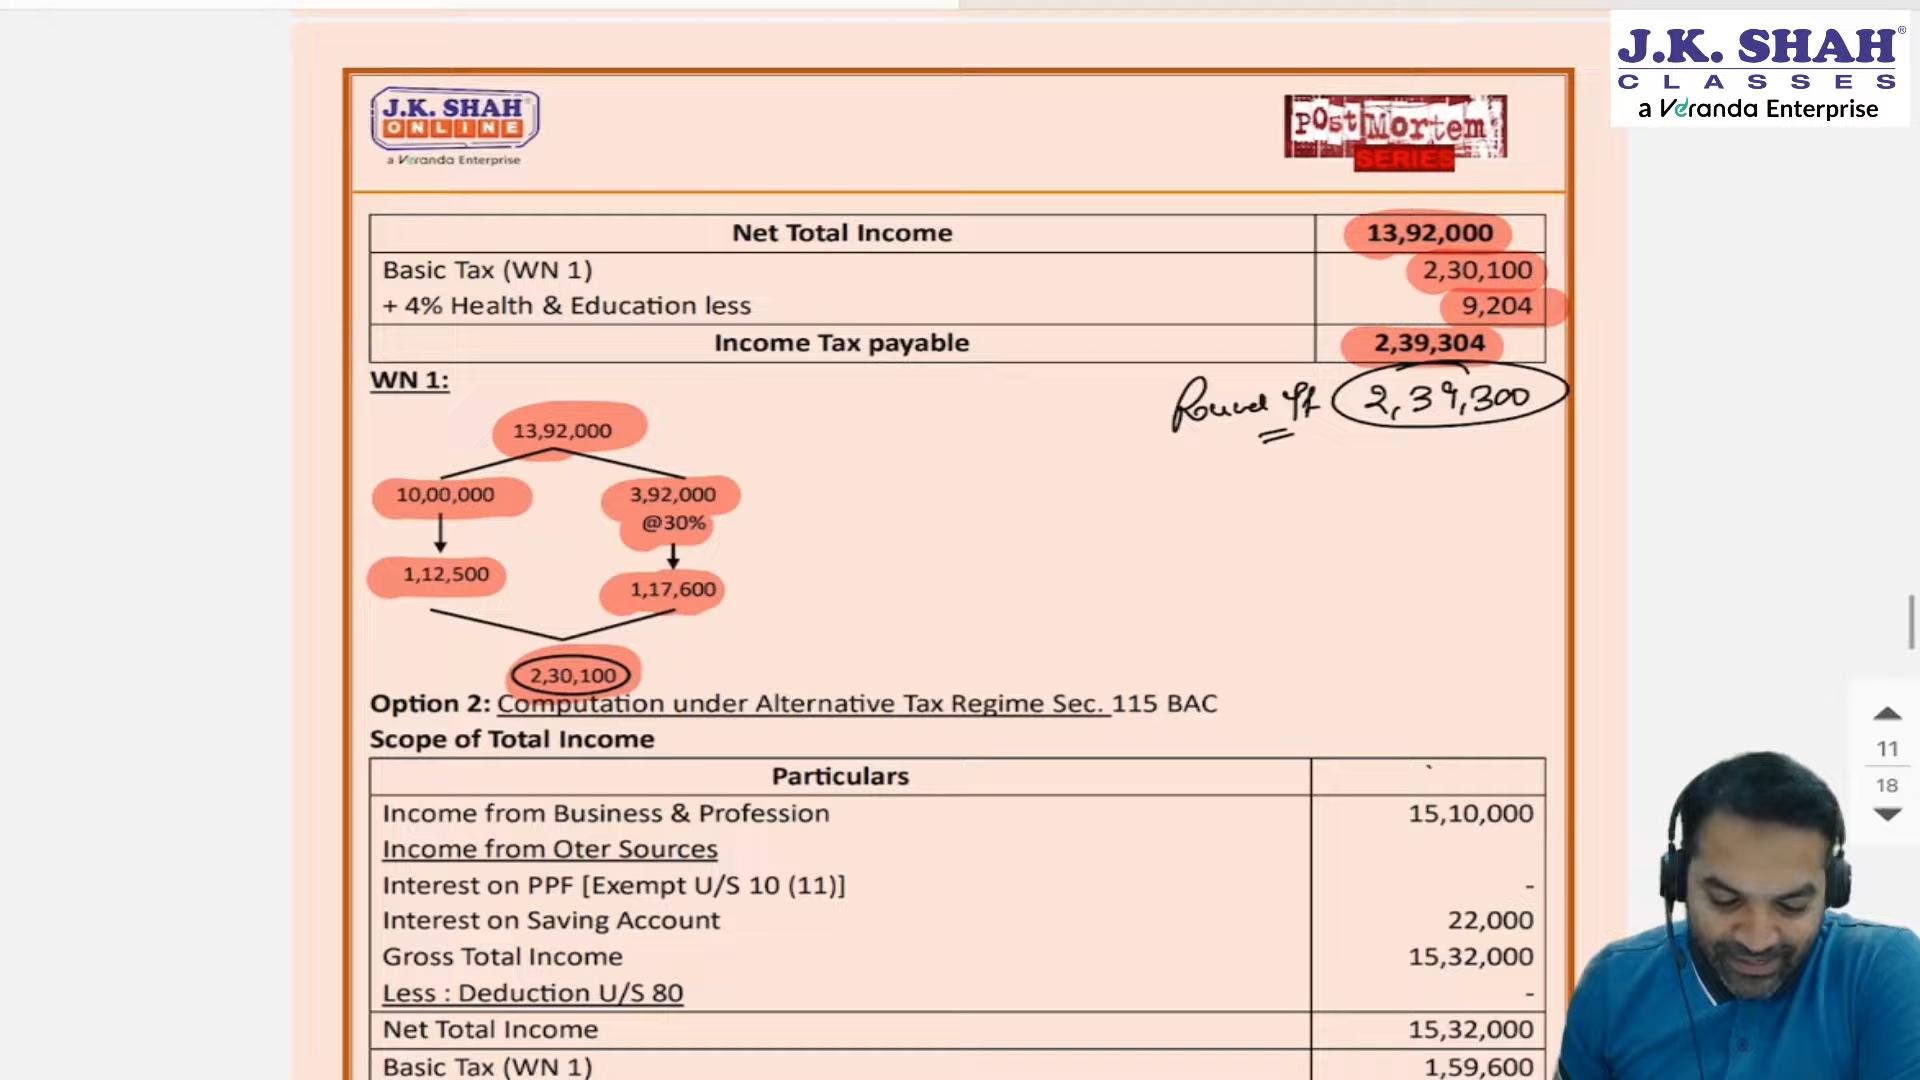 J.K. SHAH®
CLASSES
a Veranda Enterprise
J.K. SHAH
ONLINE
a Veranda Enterprise
Post Mortem
SERIES
Net Total Income 13,92,000
Basic Tax (WN 1) 2,30,100
+ 4% Health & Education less 9,204
Income Tax payable 2,39,304
WN 1:
Round off 2,39,300
13,92,000
10,00,000 3,92,000
@30%
1,12,500 1,17,600
2,30,100
Option 2: Computation under Alternative Tax Regime Sec. 115 BAC
Scope of Total Income
Particulars `
Income from Business & Profession 15,10,000
Income from Oter Sources
Interest on PPF [Exempt U/S 10 (11)] -
Interest on Saving Account 22,000
Gross Total Income 15,32,000
Less : Deduction U/S 80 -
Net Total Income 15,32,000
Basic Tax (WN 1) 1,59,600
11
18